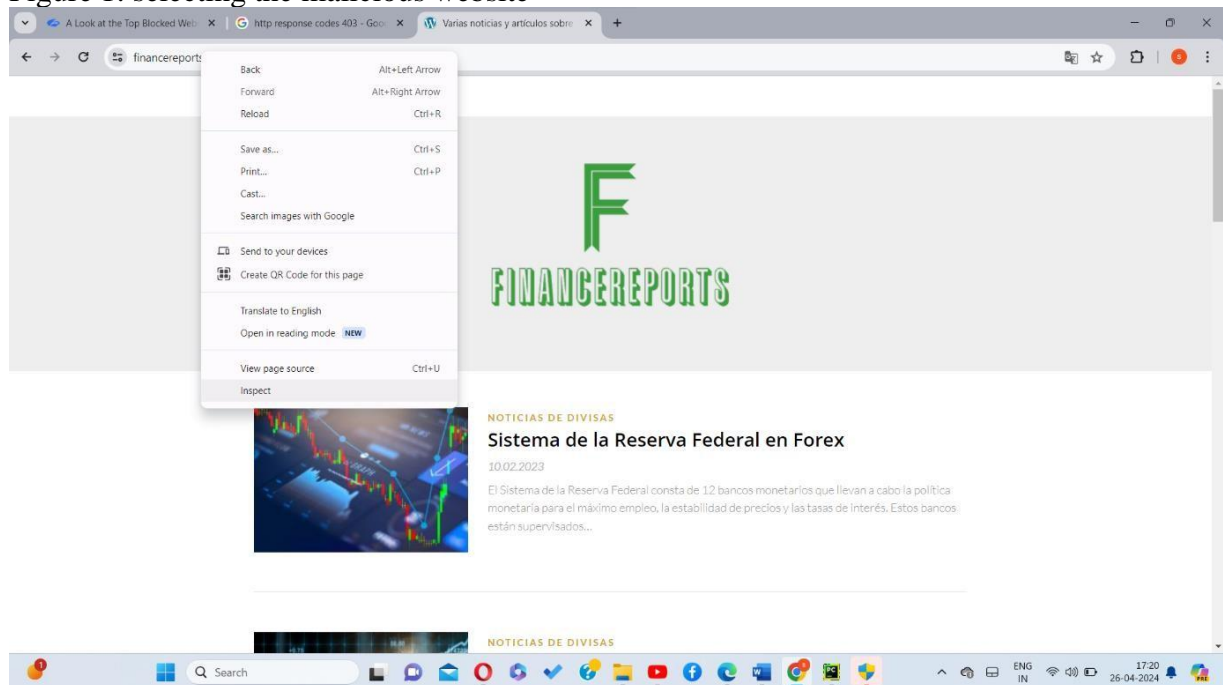 Figure 1: selecting the malicious website
A Look at the Top Blocked Web
http response codes 403 - Goo
Varias noticias y artículos sobre
financereports
Back Alt+Left Arrow
Forward Alt+Right Arrow
Reload Ctrl+R
Save as... Ctrl+S
Print... Ctrl+P
Cast...
Search images with Google
Send to your devices
Create QR Code for this page
Translate to English
Open in reading mode NEW
View page source Ctrl+U
Inspect
F
FINANCEREPORTS
NOTICIAS DE DIVISAS
Sistema de la Reserva Federal en Forex
10.02.2023
El Sistema de la Reserva Federal consta de 12 bancos monetarios que llevan a cabo la política
monetaria para el máximo empleo, la estabilidad de precios y las tasas de interés. Estos bancos
están supervisados...
NOTICIAS DE DIVISAS
Search
ENG
IN
17:20
26-04-2024